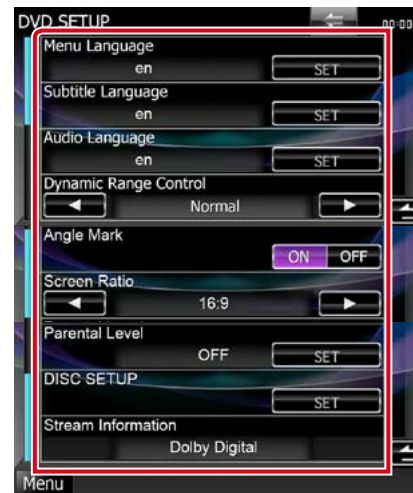 DVD SETUP
00:00
Menu Language
en SET
Subtitle Language
en SET
Audio Language
en SET
Dynamic Range Control
Normal
Angle Mark
ON OFF
Screen Ratio
16:9
Parental Level
OFF SET
DISC SETUP
SET
Stream Information
Dolby Digital
Menu